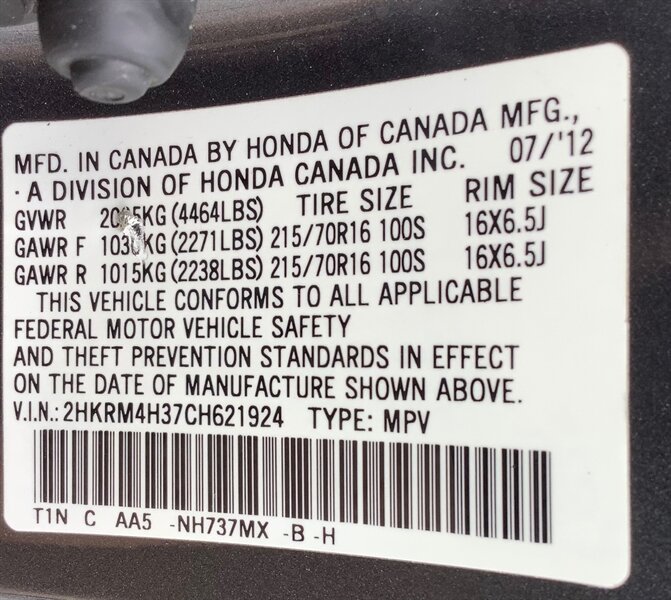 MFD. IN CANADA BY HONDA OF CANADA MFG.,
· A DIVISION OF HONDA CANADA INC. 07/'12
GVWR (4464LBS) TIRE SIZE RIM SIZE
GAWR F 1030KG (2271LBS) 215/70R16 100S 16X6.5J
GAWR R 1015KG (2238LBS) 215/70R16 100S 16X6.5J
THIS VEHICLE CONFORMS TO ALL APPLICABLE
FEDERAL MOTOR VEHICLE SAFETY
AND THEFT PREVENTION STANDARDS IN EFFECT
ON THE DATE OF MANUFACTURE SHOWN ABOVE.
V.I.N.: 2HKRM4H37CH621924 TYPE: MPV
T1N C AA5 -NH737MX -B -H